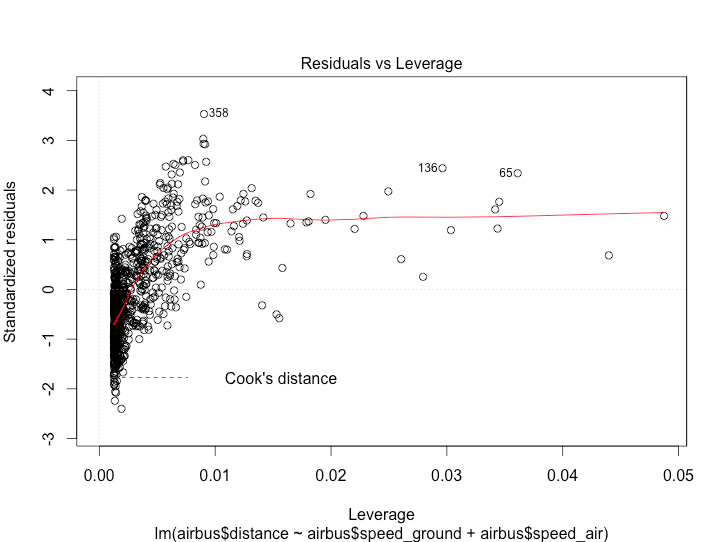 Residuals vs Leverage
Standardized residuals
4
3
2
1
0
-1
-2
-3
358
136
65
Cook's distance
0.00 0.01 0.02 0.03 0.04 0.05
Leverage
lm(airbus$distance ~ airbus$speed_ground + airbus$speed_air)